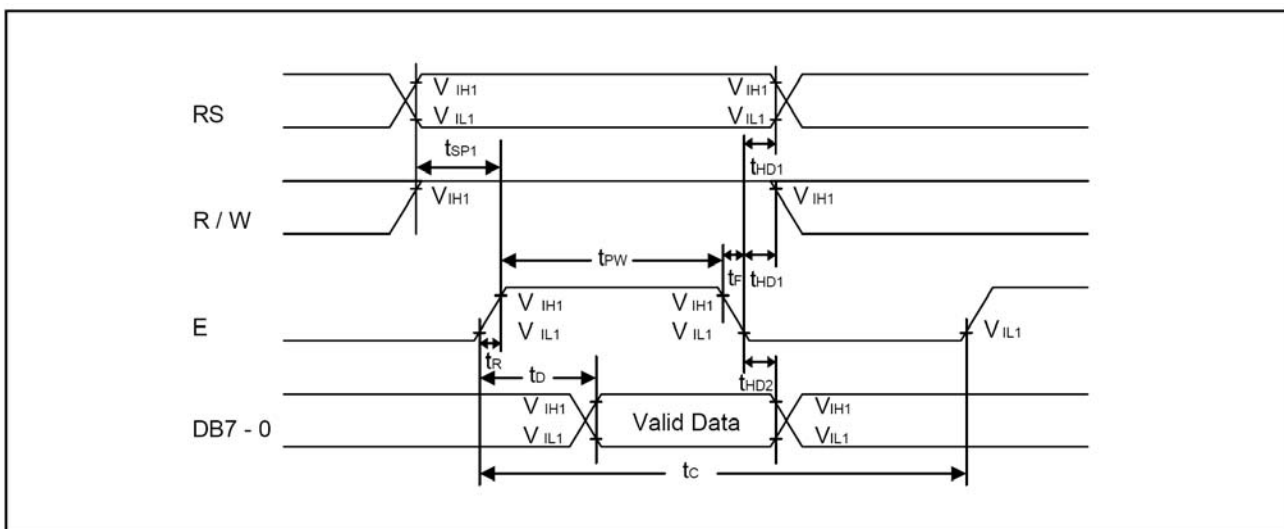 RS
V IH1
V IH1
V IL1
V IL1
tSP1
tHD1
R / W
VIH1
V IH1
tPW
tF
tHD1
E
V IH1
V IH1
V IL1
V IL1
V IL1
tR
tD
tHD2
DB7 - 0
V IH1
V IL1
Valid Data
VIH1
VIL1
tC